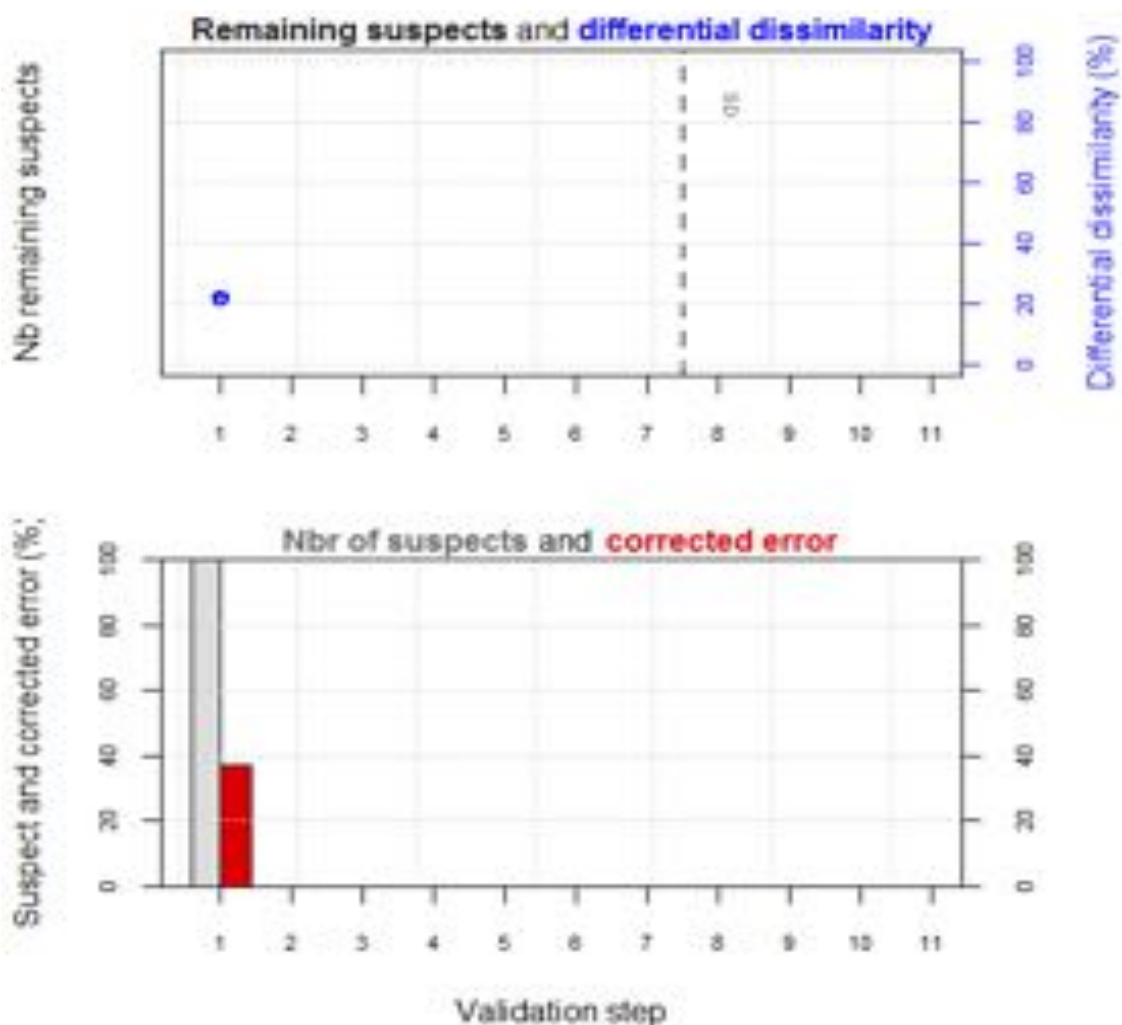 Remaining suspects and differential dissimilarity
Nb remaining suspects
0 20 40 60 80 100
Differential dissimilarity (%)
1 2 3 4 5 6 7 8 9 10 11
Nbr of suspects and corrected error
Suspect and corrected error (%)
0 20 40 60 80 100
0 20 40 60 80 100
1 2 3 4 5 6 7 8 9 10 11
Validation step